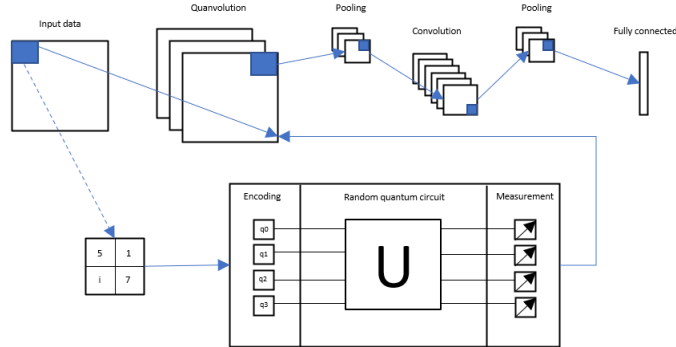 Input data
Quanvolution
Pooling
Convolution
Pooling
Fully connected
5 1
i 7
Encoding
Random quantum circuit
Measurement
q0
q1
q2
q3
U